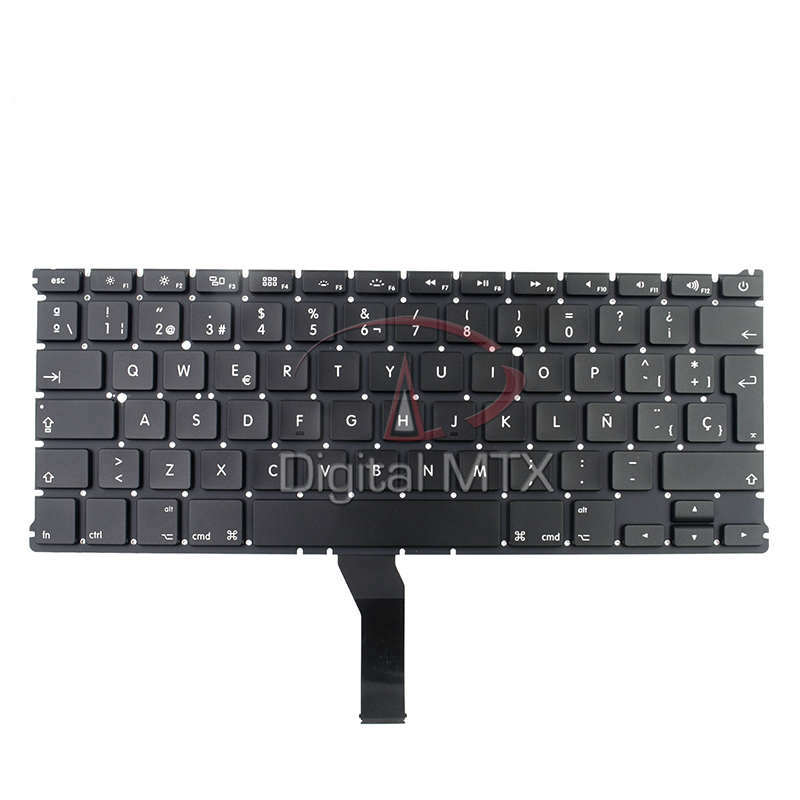 esc F1 F2 F3 F4 F5 F6 F7 F8 F9 F10 F11 F12
ª ! " · $ % & / ( ) = ? ¿
º \ 1 | 2 @ 3 # 4 5 6 ¬ 7 8 9 0 ' ¡
Q W E € R T Y U I O P ^ ` [ * + ]
A S D F G H J K L Ñ ¨ ´ { Ç }
> < Z X C V B N M ; , : . _ -
alt alt
fn ctrl cmd cmd
Digital MTX